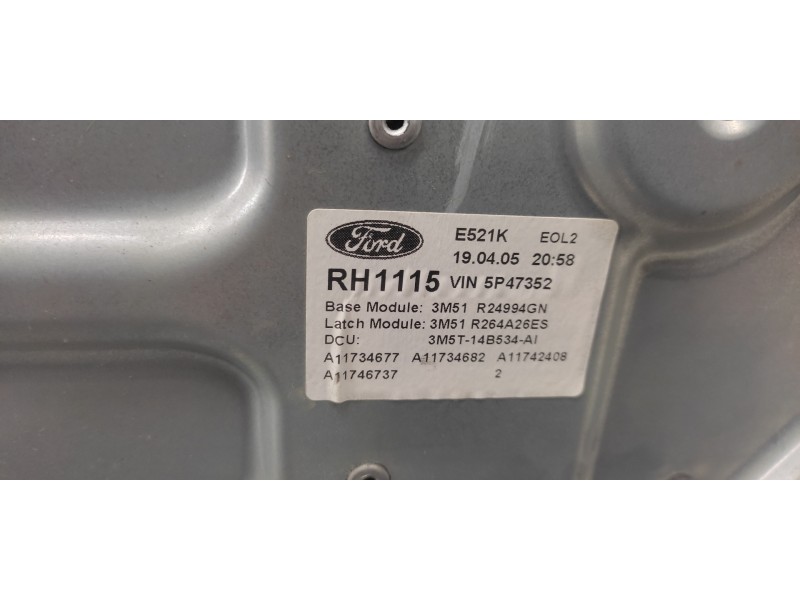 Ford E521K EOL2
19.04.05 20:58
RH1115 VIN 5P47352
Base Module: 3M51 R24994GN
Latch Module: 3M51 R264A26ES
DCU: 3M5T-14B534-AI
A11734677 A11734682 A11742408
A11746737 2